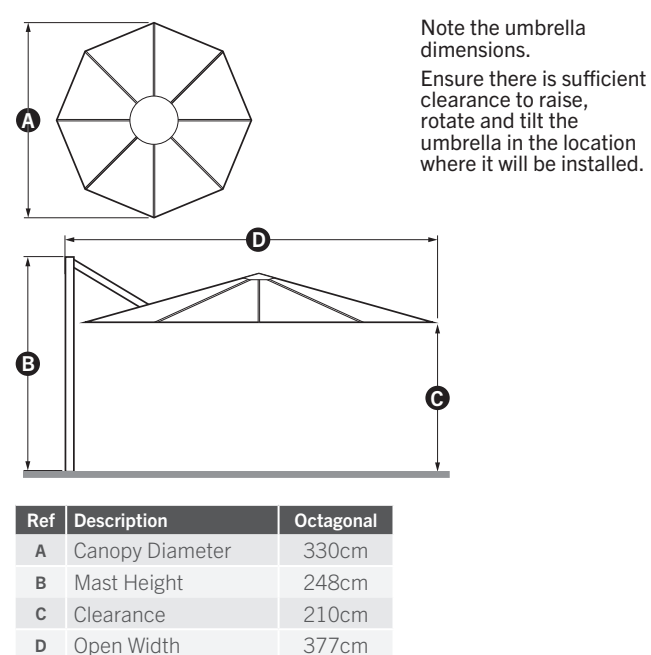 Note the umbrella
dimensions.
Ensure there is sufficient
clearance to raise,
rotate and tilt the
umbrella in the location
where it will be installed.
A
D
B
C
Ref Description Octagonal
A Canopy Diameter 330cm
B Mast Height 248cm
C Clearance 210cm
D Open Width 377cm